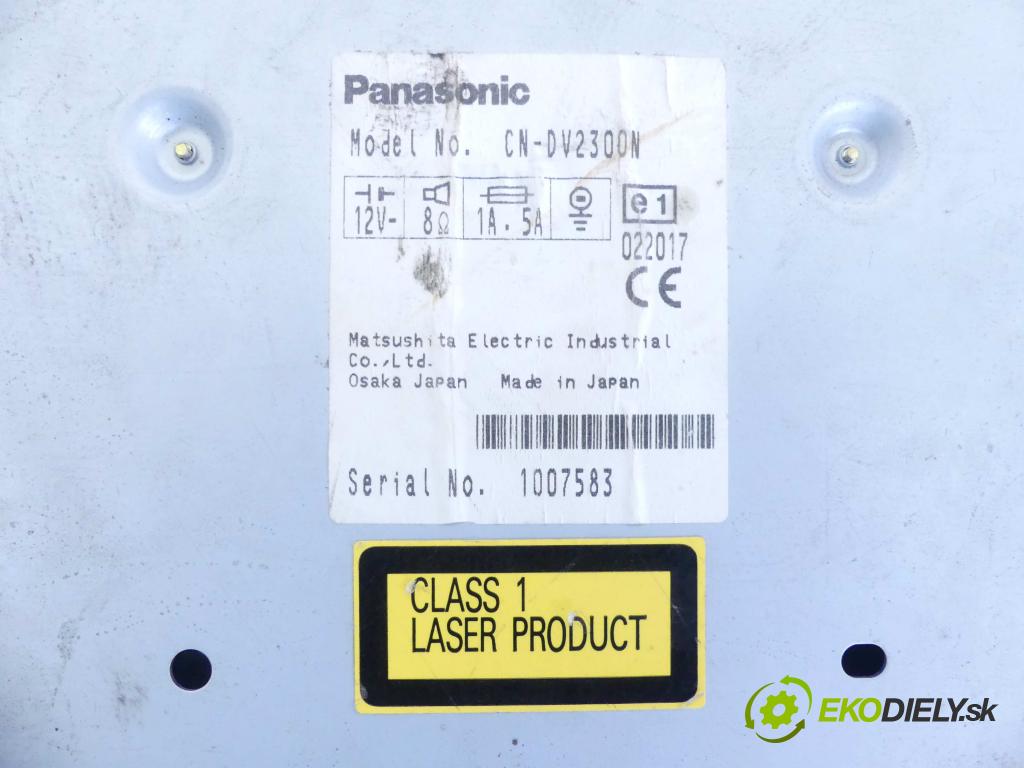 Panasonic
Model No. CN-DV2300N
12V- 8Ω 1A.5A e1
022017
CE
Matsushita Electric Industrial
Co.,Ltd.
Osaka Japan Made in Japan
Serial No. 1007583
CLASS 1
LASER PRODUCT
EKODIELY.sk